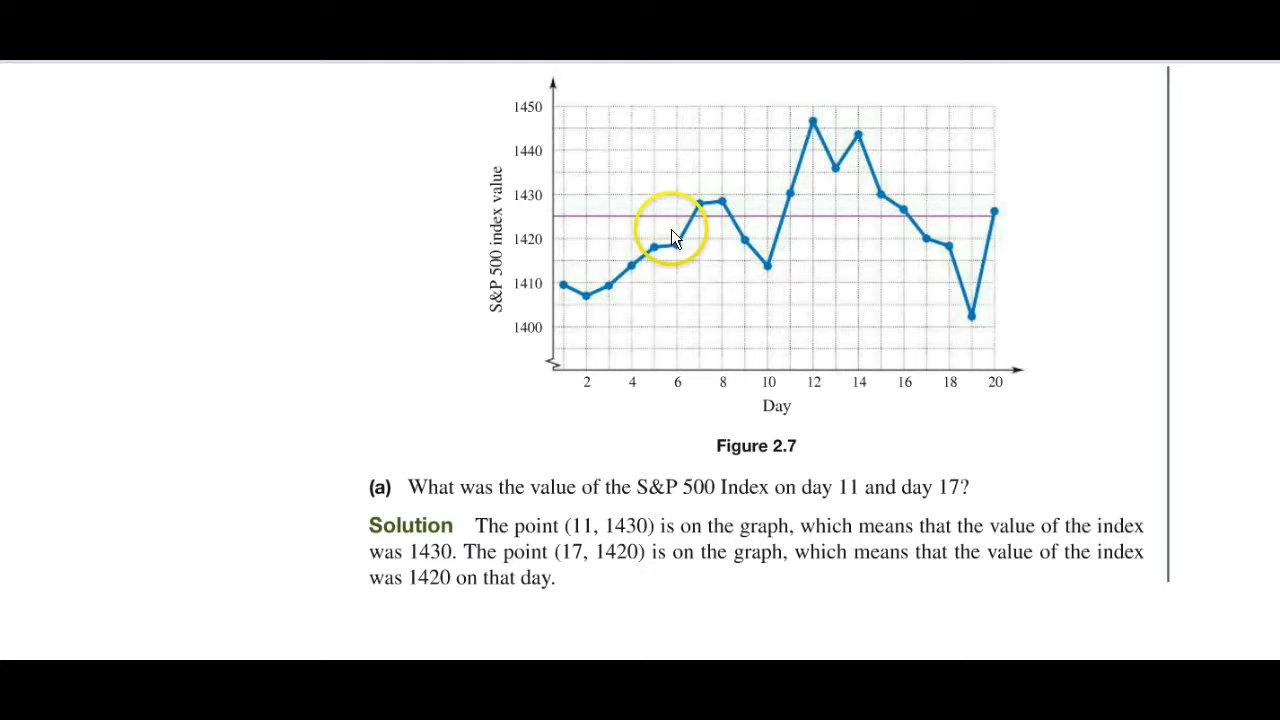 1450
1440
1430
1420
1410
1400
S&P 500 index value
2 4 6 8 10 12 14 16 18 20
Day
Figure 2.7
(a) What was the value of the S&P 500 Index on day 11 and day 17?
Solution The point (11, 1430) is on the graph, which means that the value of the index
was 1430. The point (17, 1420) is on the graph, which means that the value of the index
was 1420 on that day.